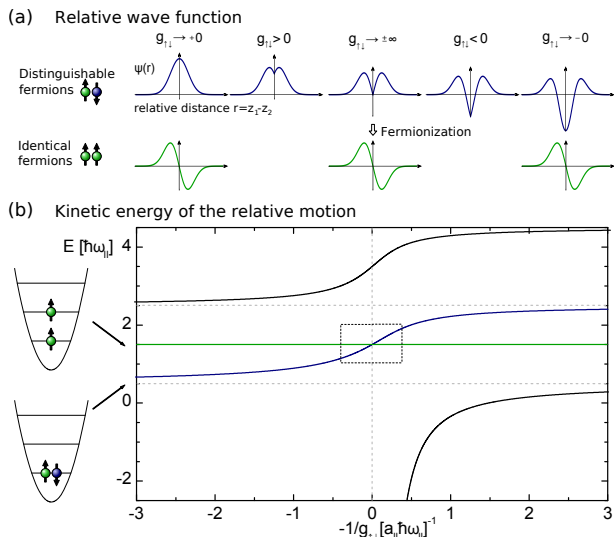 (a) Relative wave function
g↑↓→+0 g↑↓>0 g↑↓→±∞ g↑↓<0 g↑↓→-0
Distinguishable
fermions
ψ(r)
relative distance r=z₁-z₂
Fermionization
Identical
fermions
(b) Kinetic energy of the relative motion
E [ħω||]
4
2
0
-2
-3 -2 -1 0 1 2 3
-1/g↑↓[a||ħω||]⁻¹